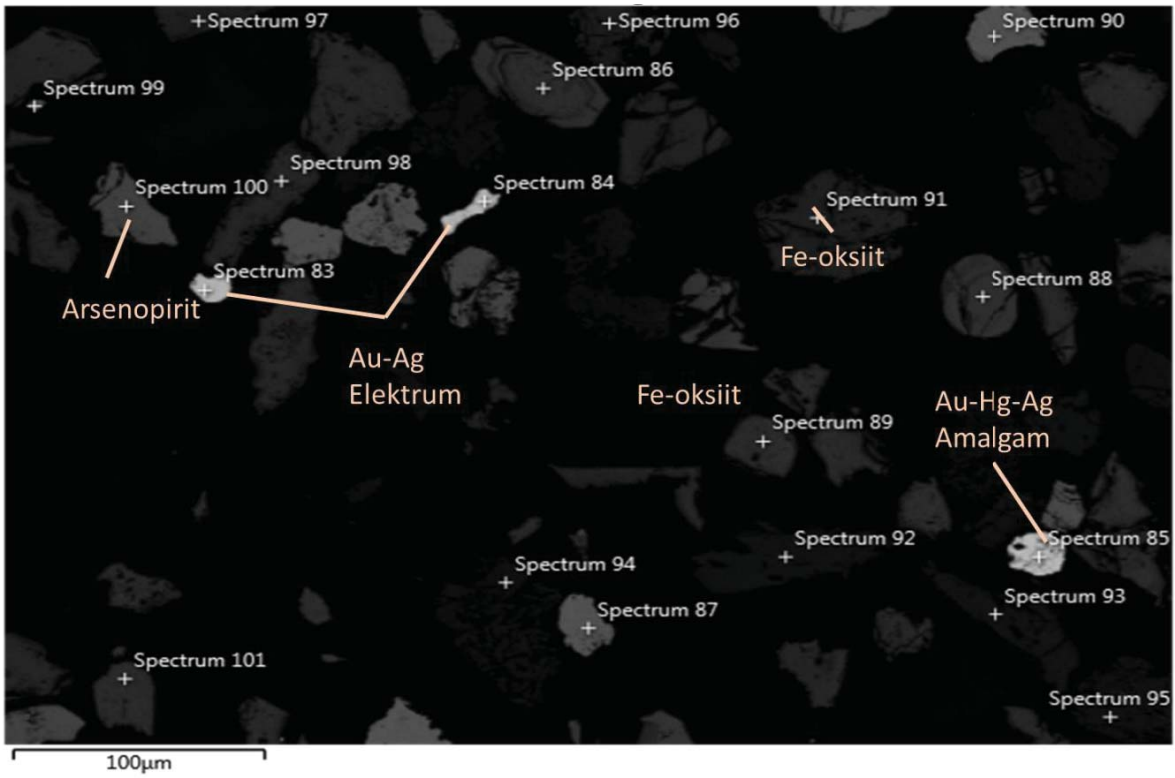 Spectrum 97
Spectrum 96
Spectrum 90
Spectrum 86
Spectrum 99
Spectrum 98
Spectrum 84
Spectrum 100
Spectrum 91
Fe-oksiit
Spectrum 83
Spectrum 88
Arsenopirit
Au-Ag
Elektrum
Fe-oksiit
Au-Hg-Ag
Amalgam
Spectrum 89
Spectrum 92
Spectrum 85
Spectrum 94
Spectrum 93
Spectrum 87
Spectrum 101
Spectrum 95
100µm